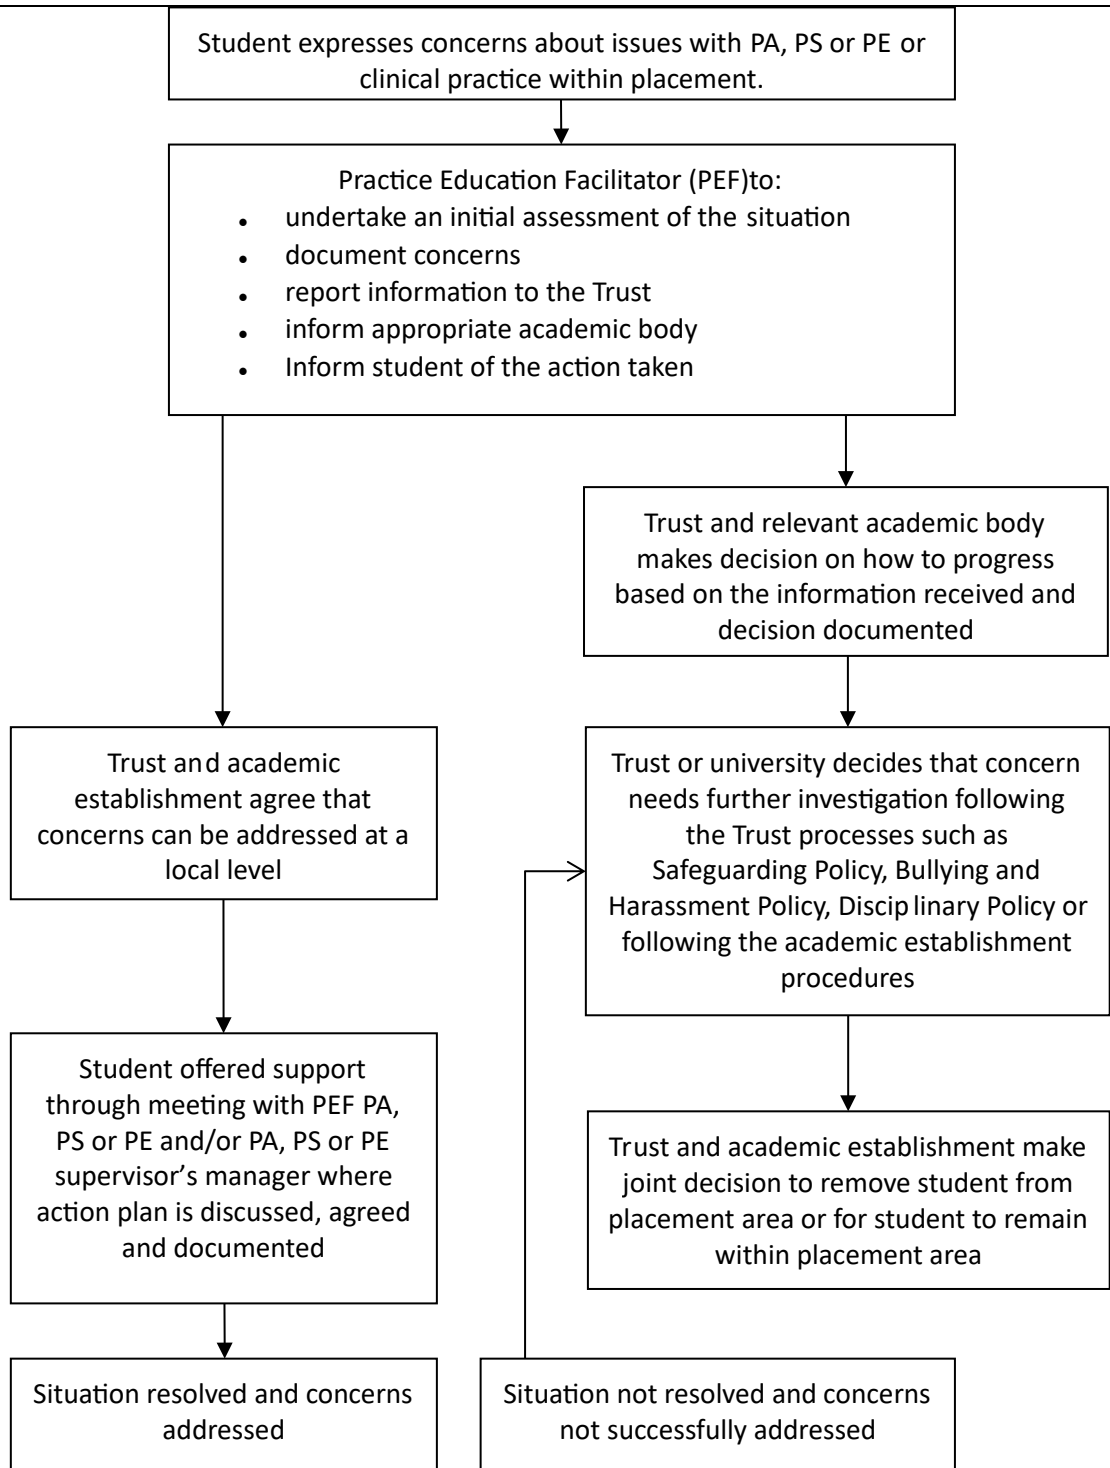 Student expresses concerns about issues with PA, PS or PE or
clinical practice within placement.
Practice Education Facilitator (PEF)to:
• undertake an initial assessment of the situation
• document concerns
• report information to the Trust
• inform appropriate academic body
• Inform student of the action taken
Trust and relevant academic body
makes decision on how to progress
based on the information received and
decision documented
Trust and academic
establishment agree that
concerns can be addressed at a
local level
Trust or university decides that concern
needs further investigation following
the Trust processes such as
Safeguarding Policy, Bullying and
Harassment Policy, Disciplinary Policy or
following the academic establishment
procedures
Student offered support
through meeting with PEF PA,
PS or PE and/or PA, PS or PE
supervisor’s manager where
action plan is discussed, agreed
and documented
Trust and academic establishment make
joint decision to remove student from
placement area or for student to remain
within placement area
Situation resolved and concerns
addressed
Situation not resolved and concerns
not successfully addressed